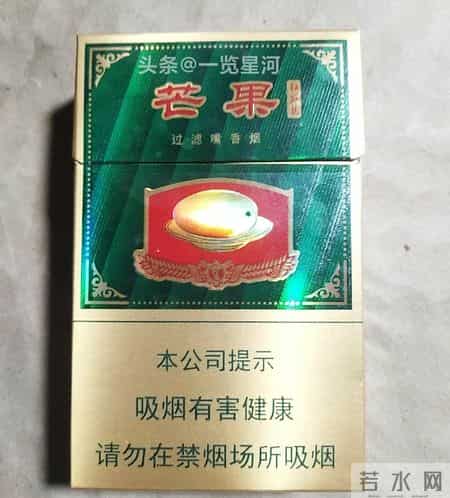 头条@一览星河
芒果
过滤嘴香烟
本公司提示
吸烟有害健康
请勿在禁烟场所吸烟
若水网